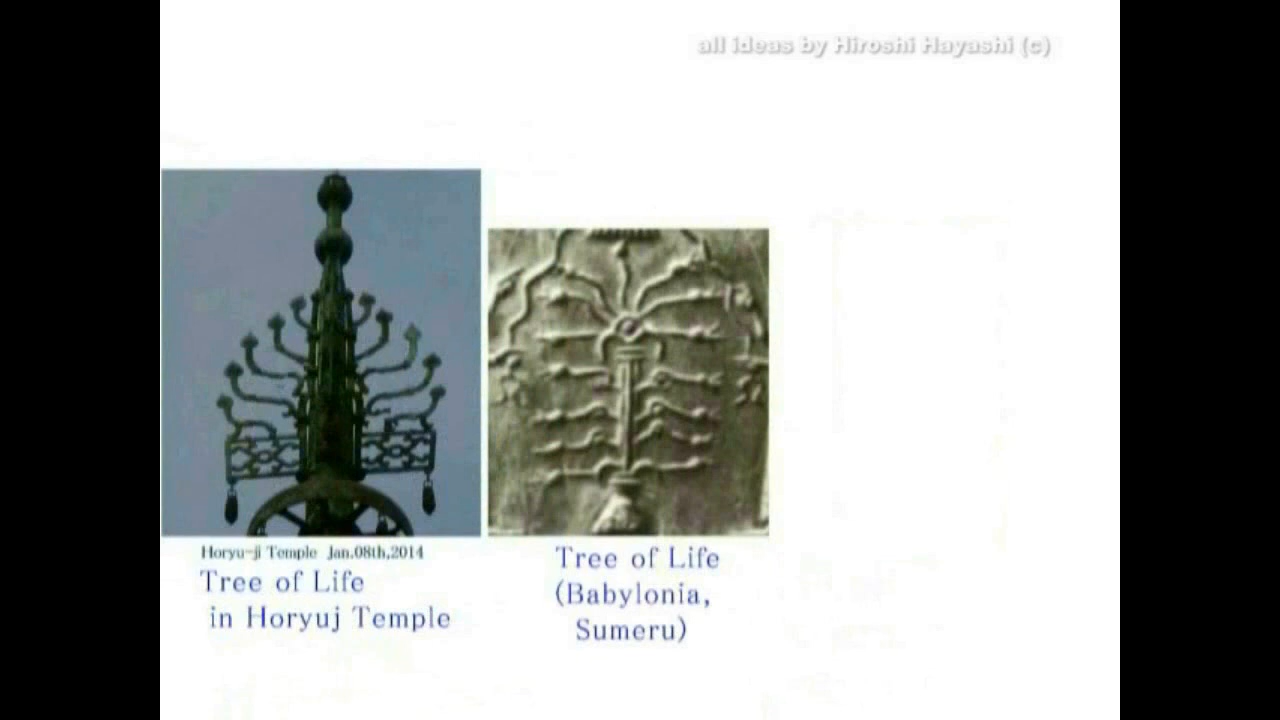 all ideas by Hiroshi Hayashi (c)
Horyu-ji Temple Jan.08th,2014
Tree of Life
in Horyuj Temple
Tree of Life
(Babylonia,
Sumeru)